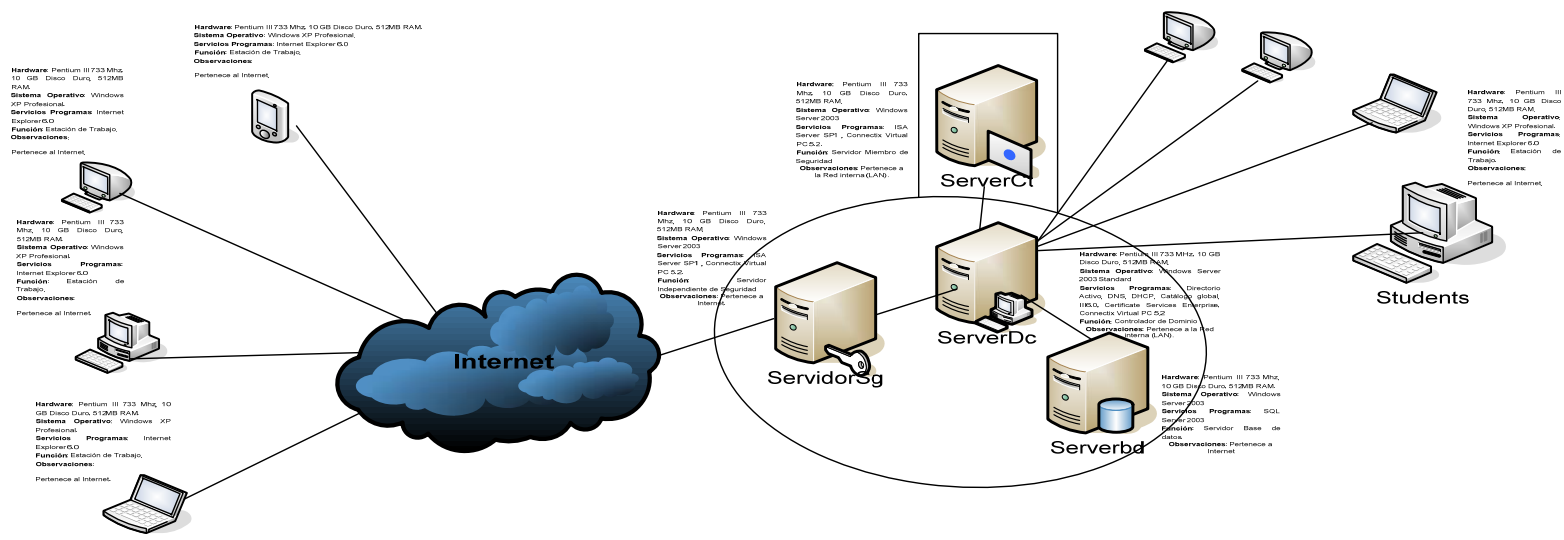 Hardware: Pentium III 733 Mhz, 10 GB Disco Duro, 512MB RAM.
Sistema Operativo: Windows XP Profesional,
Servicios Programas: Internet Explorer6.0
Función: Estación de Trabajo,
Observaciones:
Pertenece al Internet,
Hardware: Pentium III 733 Mhz,
10 GB Disco Duro, 512MB
RAM.
Sistema Operativo: Windows
XP Profesional.
Servicios Programas: Internet
Explorer6.0
Función: Estación de Trabajo,
Observaciones:
Pertenece al Internet,
Hardware: Pentium III 733
Mhz, 10 GB Disco Duro,
512MB RAM.
Sistema Operativo: Windows
XP Profesional.
Servicios Programas:
Internet Explorer6.0
Función: Estación de
Trabajo,
Observaciones:
Pertenece al Internet.
Hardware: Pentium III 733 Mhz, 10
GB Disco Duro, 512MB RAM.
Sistema Operativo: Windows XP
Profesional.
Servicios Programas: Internet
Explorer6.0
Función: Estación de Trabajo,
Observaciones:
Pertenece al Internet.
Internet
Hardware: Pentium III 733
Mhz, 10 GB Disco Duro,
512MB RAM,
Sistema Operativo: Windows
Server 2003
Servicios Programas: ISA
Server SP1 , Connectix Virtual
PC 5.2.
Función: Servidor
Independiente de Seguridad
Observaciones: Pertenece a
Internet.
ServidorSg
Hardware: Pentium III 733
Mhz, 10 GB Disco Duro,
512MB RAM,
Sistema Operativo: Windows
Server 2003
Servicios Programas: ISA
Server SP1 , Connectix Virtual
PC 5.2.
Función: Servidor Miembro de
Seguridad
Observaciones: Pertenece a
la Red interna (LAN).
ServerCt
ServerDc
Hardware: Pentium III 733 MHz, 10 GB
Disco Duro, 512MB RAM,
Sistema Operativo: Windows Server
2003 Standard
Servicios Programas: Directorio
Activo, DNS, DHCP, Catálogo global,
IIS6.0, Certificate Services Enterprise,
Connectix Virtual PC 5,2
Función: Controlador de Dominio
Observaciones: Pertenece a la Red
interna (LAN).
Serverbd
Hardware: Pentium III 733 Mhz,
10 GB Disco Duro, 512MB RAM.
Sistema Operativo: Windows
Server 2003
Servicios Programas: SQL
Server 2003
Función: Servidor Base de
datos.
Observaciones: Pertenece a
Internet
Hardware: Pentium III
733 Mhz, 10 GB Disco
Duro, 512MB RAM,
Sistema Operativo:
Windows XP Profesional.
Servicios Programas:
Internet Explorer6.0
Función: Estación de
Trabajo.
Observaciones:
Pertenece al Internet,
Students